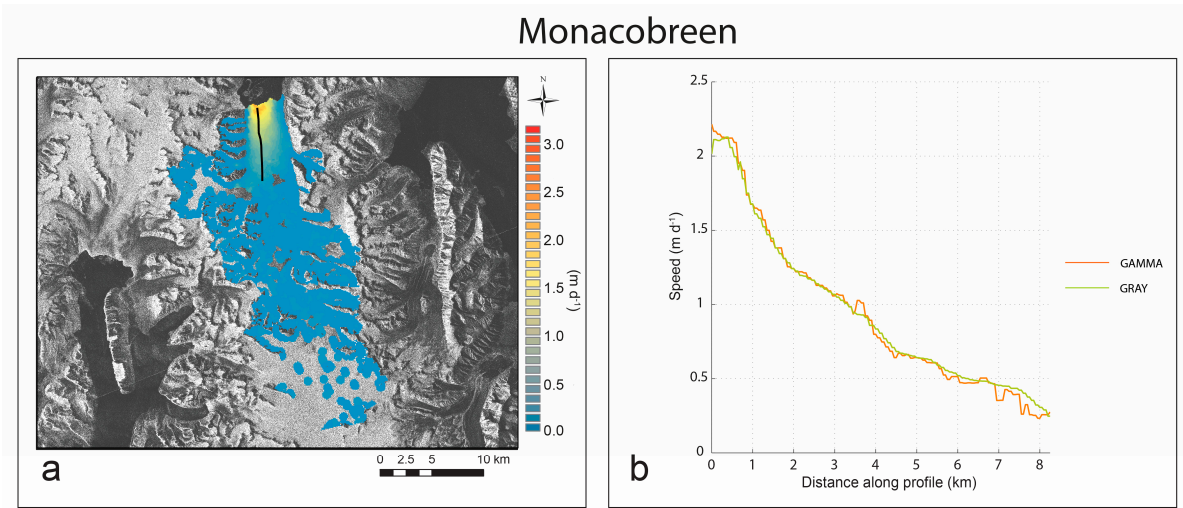 Monacobreen
N
3.0
2.5
2.0
1.5
1.0
0.5
0.0
(m d⁻¹)
0 2.5 5 10 km
a
2.5
2
1.5
1
0.5
0
Speed (m d⁻¹)
0 1 2 3 4 5 6 7 8
Distance along profile (km)
GAMMA
GRAY
b